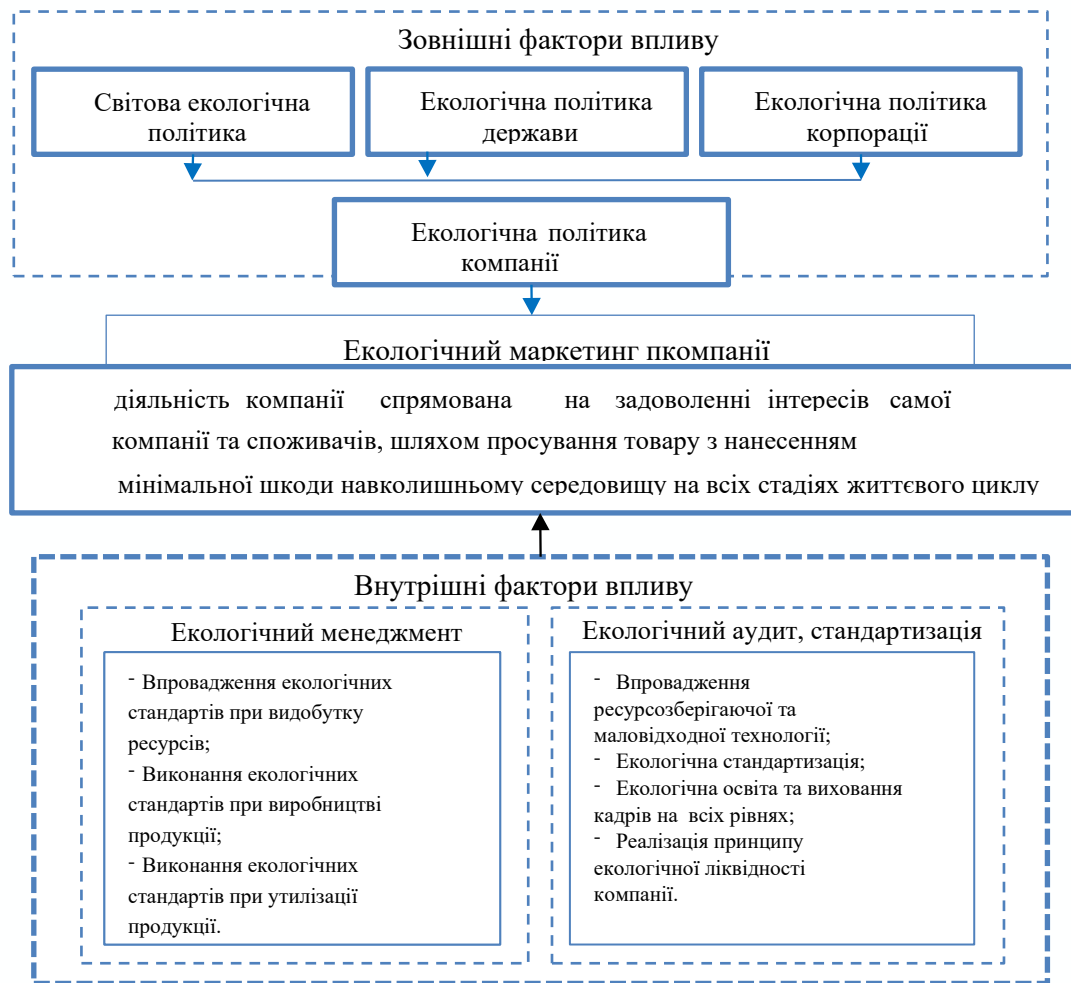 Зовнішні фактори впливу
Світова екологічна
політика
Екологічна політика
держави
Екологічна політика
корпорації
Екологічна політика
компанії
Екологічний маркетинг пкомпанії
діяльність компанії спрямована на задоволенні інтересів самої
компанії та споживачів, шляхом просування товару з нанесенням
мінімальної шкоди навколишньому середовищу на всіх стадіях життєвого циклу
Внутрішні фактори впливу
Екологічний менеджмент
- Впровадження екологічних
стандартів при видобутку
ресурсів;
- Виконання екологічних
стандартів при виробництві
продукції;
- Виконання екологічних
стандартів при утилізації
продукції.
Екологічний аудит, стандартизація
- Впровадження
ресурсозберігаючої та
маловідходної технології;
- Екологічна стандартизація;
- Екологічна освіта та виховання
кадрів на всіх рівнях;
- Реалізація принципу
екологічної ліквідності
компанії.